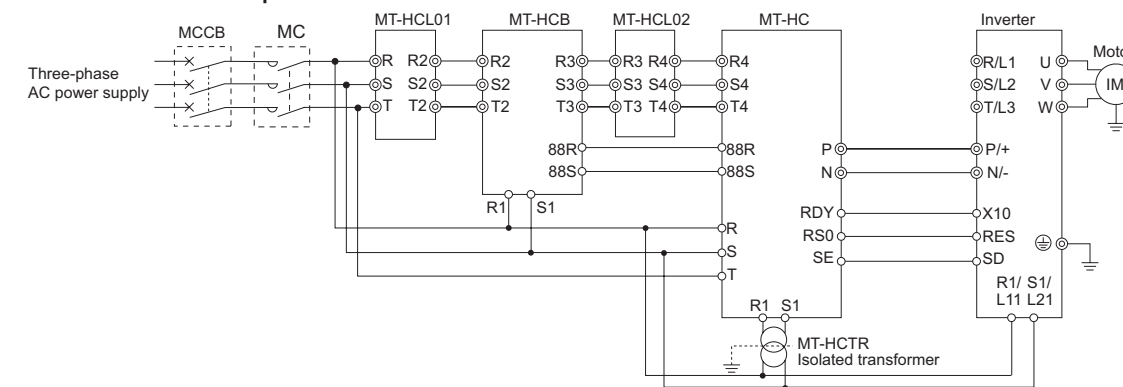 MT-HCL01 MT-HCB MT-HCL02 MT-HC Inverter
MCCB MC
Three-phase
AC power supply
R R2 R2 R3 R3 R4 R4 R/L1 U
S S2 S2 S3 S3 S4 S4 S/L2 V IM
T T2 T2 T3 T3 T4 T4 T/L3 W
88R 88R P P/+
88S 88S N N/-
R1 S1
RDY X10
R RS0 RES
S SE SD
T
R1 S1
R1/ S1/
L11 L21
MT-HCTR
Isolated transformer